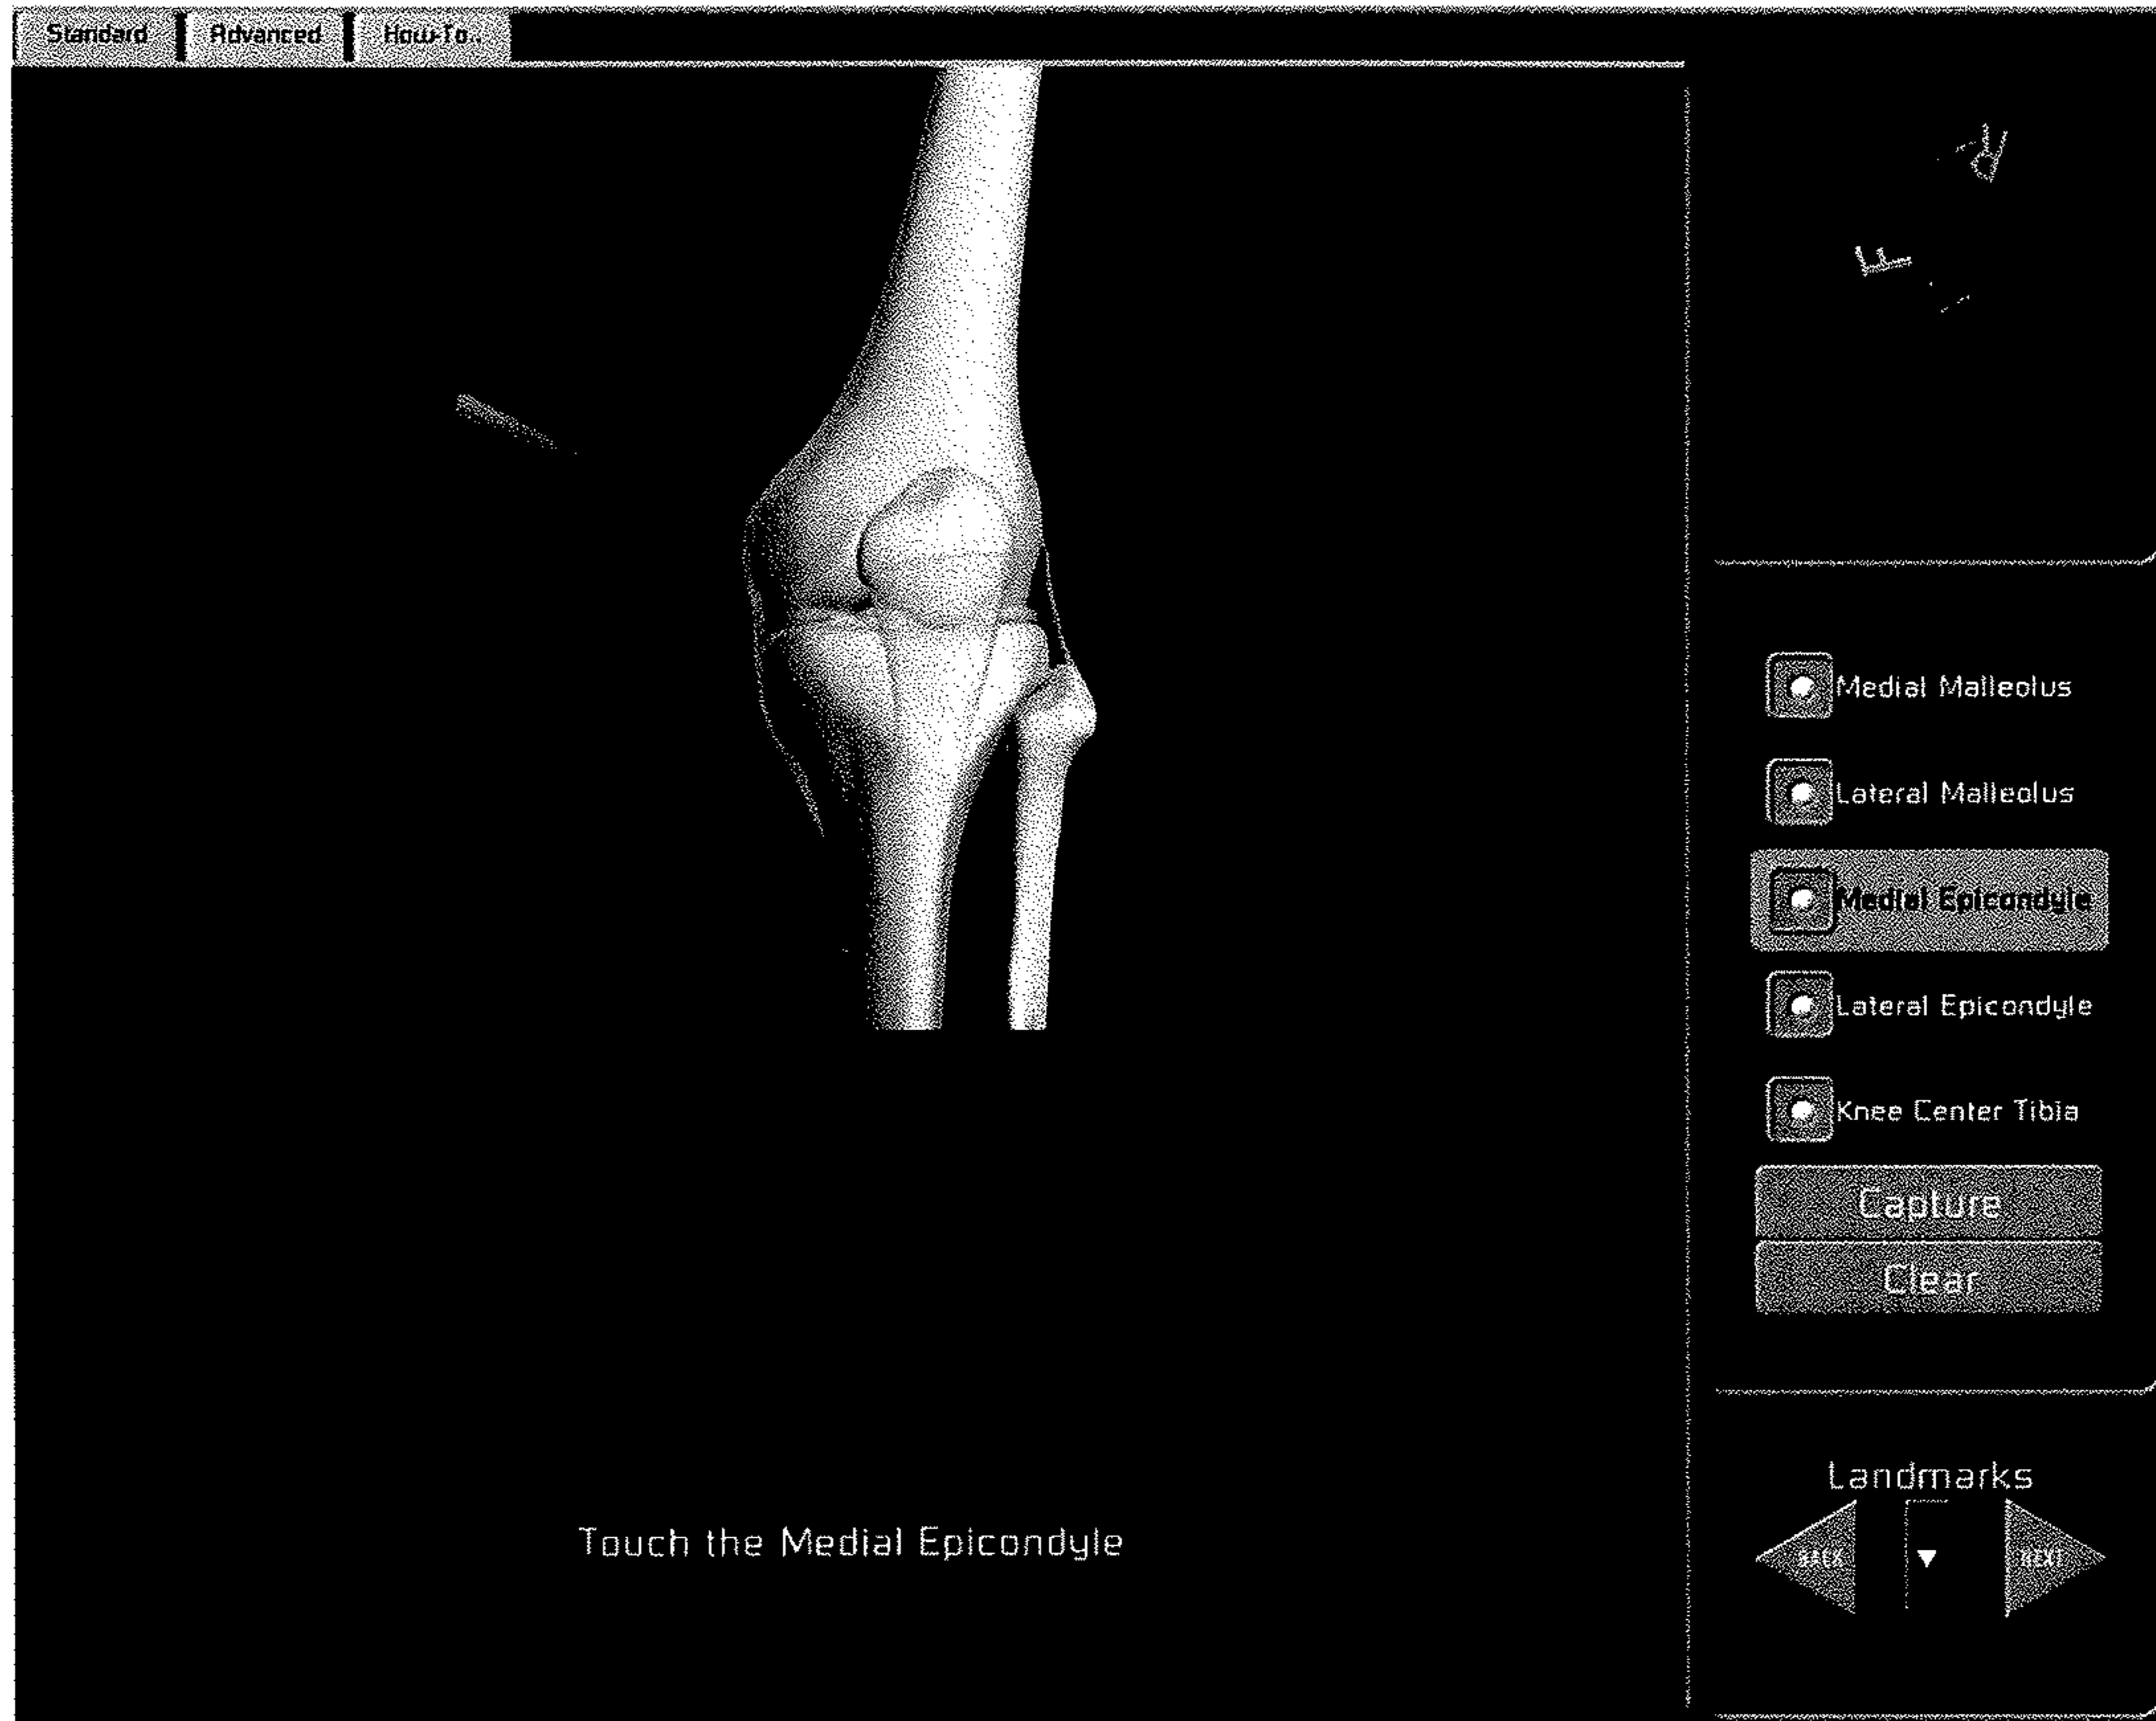 Standard Advanced How-To..
P
F
Medial Malleolus
Lateral Malleolus
Medial Epicondyle
Lateral Epicondyle
Knee Center Tibia
Capture
Clear
Landmarks
BACK NEXT
Touch the Medial Epicondyle